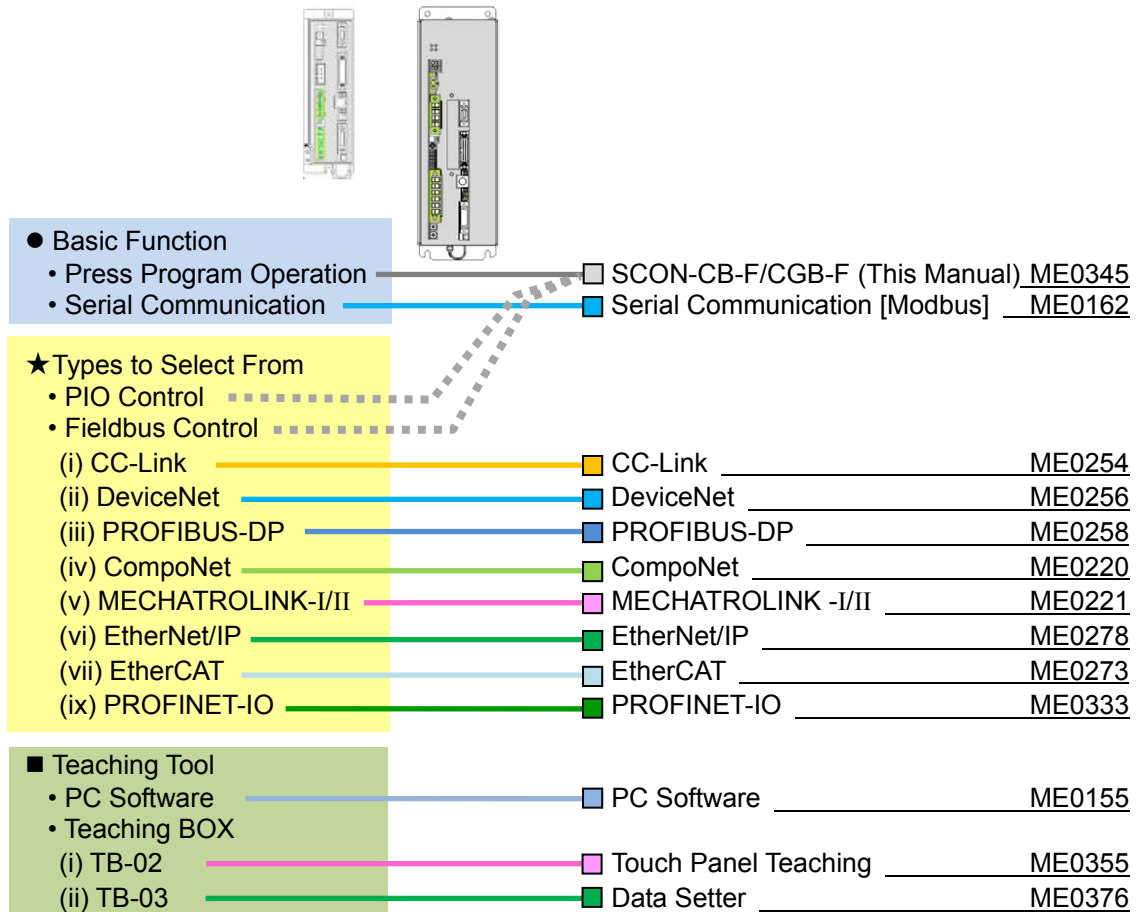 ● Basic Function
• Press Program Operation
SCON-CB-F/CGB-F (This Manual) ME0345
• Serial Communication
Serial Communication [Modbus] ME0162
★Types to Select From
• PIO Control
• Fieldbus Control
(i) CC-Link
CC-Link ME0254
(ii) DeviceNet
DeviceNet ME0256
(iii) PROFIBUS-DP
PROFIBUS-DP ME0258
(iv) CompoNet
CompoNet ME0220
(v) MECHATROLINK-I/II
MECHATROLINK -I/II ME0221
(vi) EtherNet/IP
EtherNet/IP ME0278
(vii) EtherCAT
EtherCAT ME0273
(ix) PROFINET-IO
PROFINET-IO ME0333
■ Teaching Tool
• PC Software
PC Software ME0155
• Teaching BOX
(i) TB-02
Touch Panel Teaching ME0355
(ii) TB-03
Data Setter ME0376